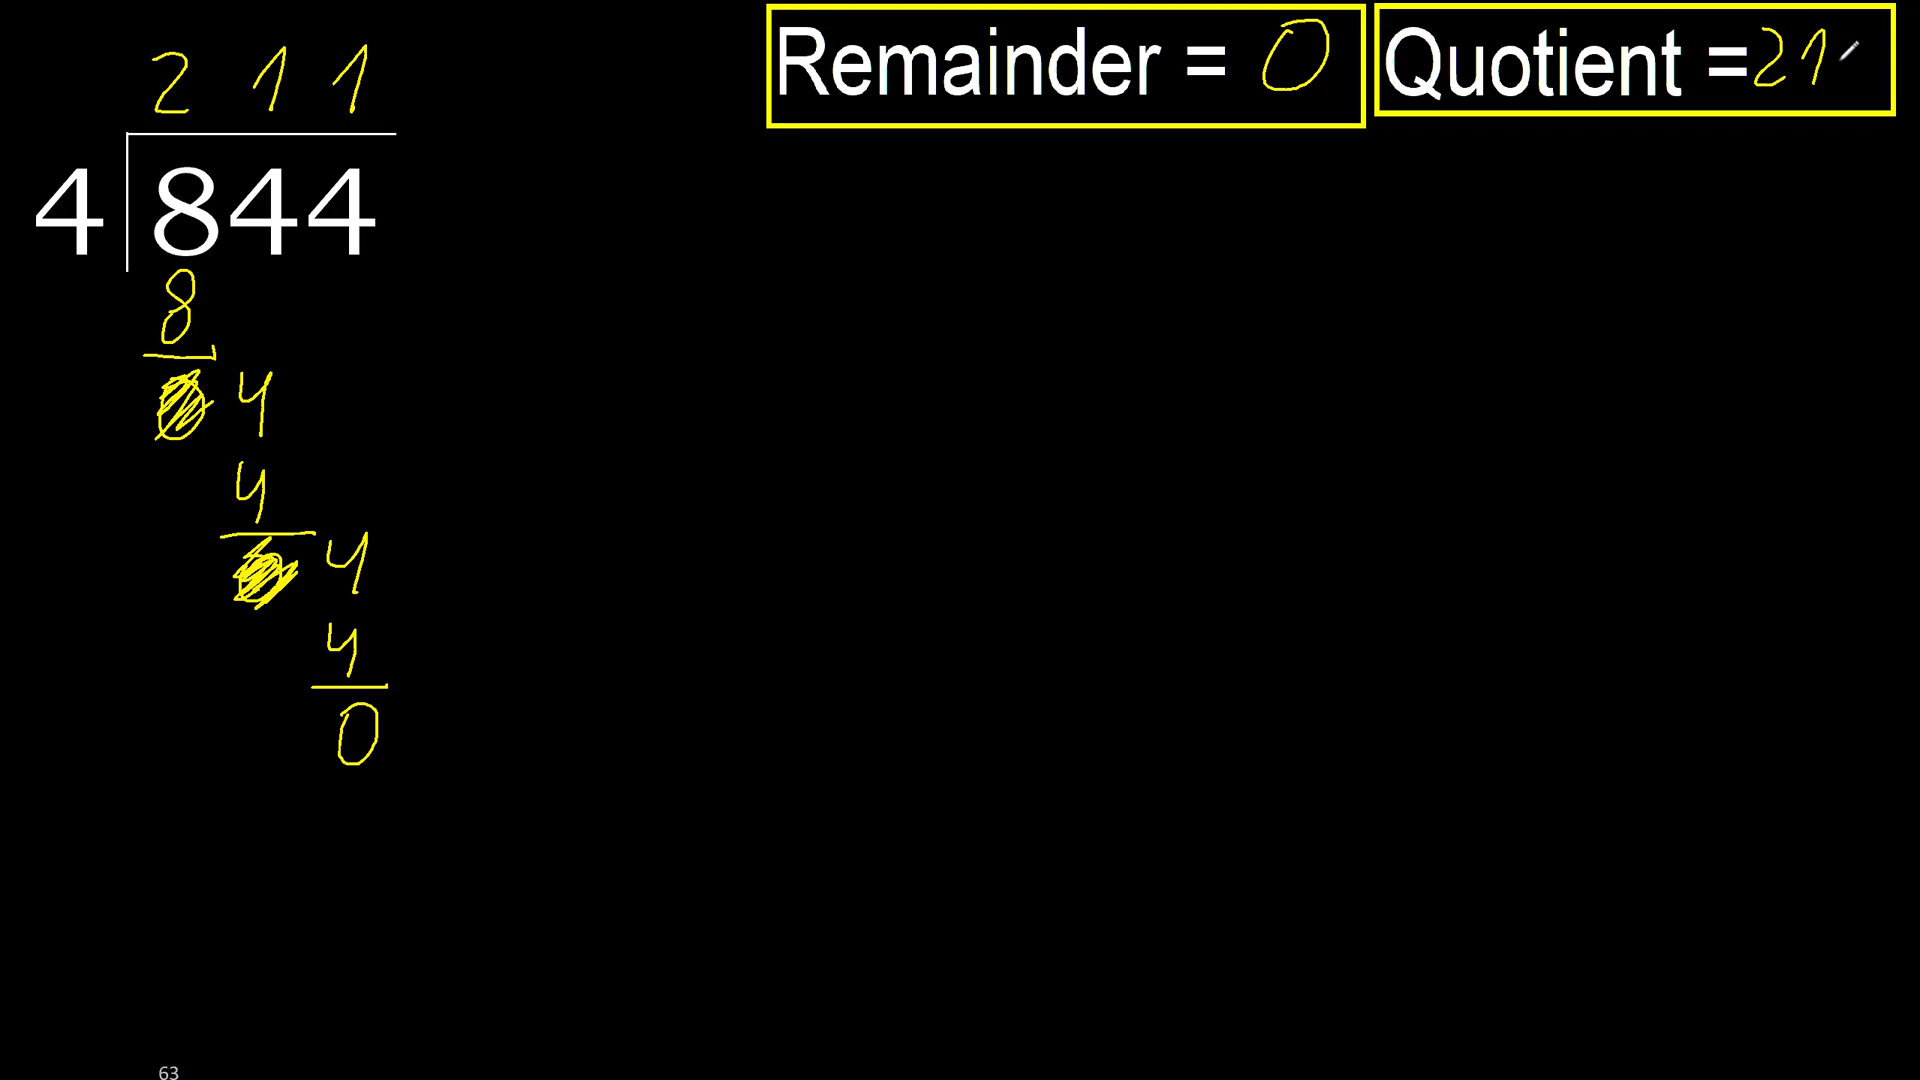 2 1 1
Remainder = 0
Quotient = 21
4 844
8
4
4
4
4
0
63